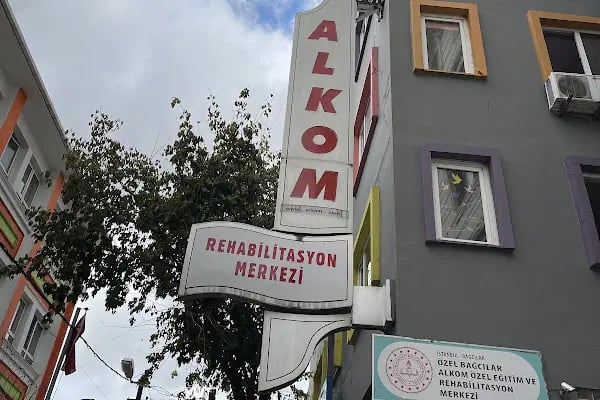 ALKOM
REHABİLİTASYON
MERKEZİ
İSTANBUL - BAĞCILAR
ÖZEL BAĞCILAR
ALKOM ÖZEL EĞİTİM VE
REHABİLİTASYON
MERKEZİ